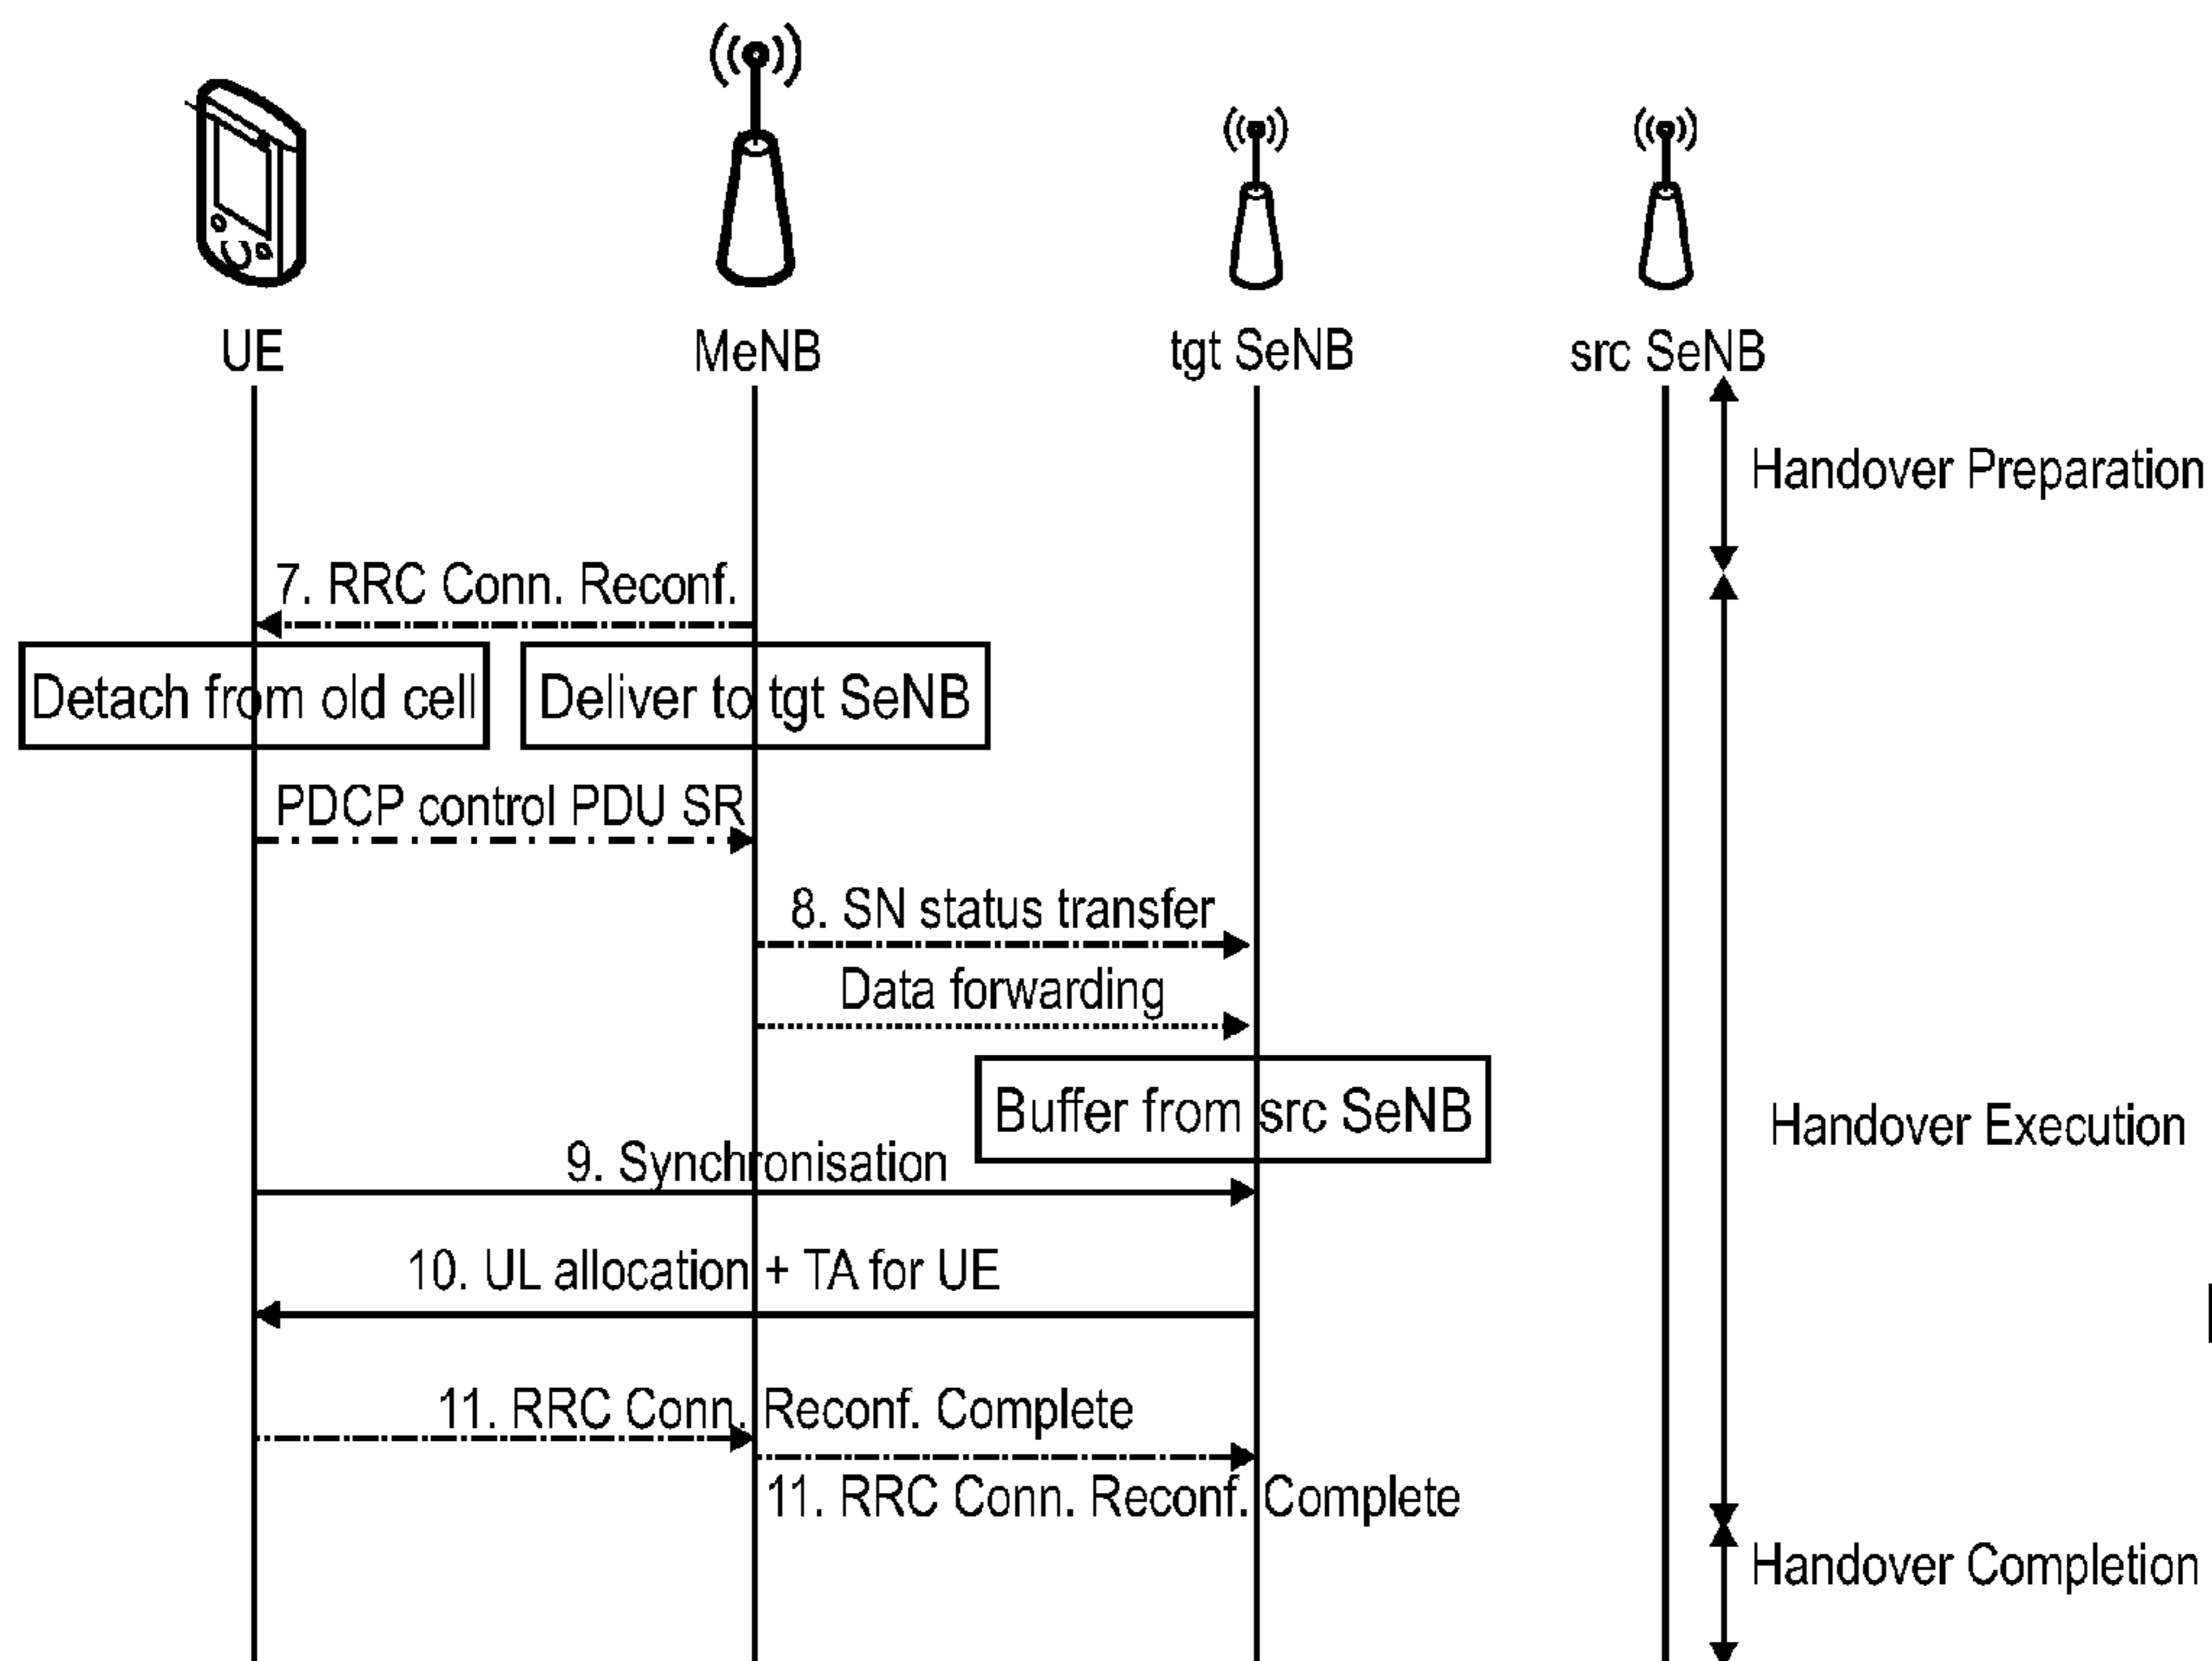 UE
MeNB
tgt SeNB
src SeNB
Handover Preparation
7. RRC Conn. Reconf.
Detach from old cell
Deliver to tgt SeNB
PDCP control PDU SR
8. SN status transfer
Data forwarding
Buffer from src SeNB
Handover Execution
9. Synchronisation
10. UL allocation + TA for UE
11. RRC Conn. Reconf. Complete
11. RRC Conn. Reconf. Complete
Handover Completion